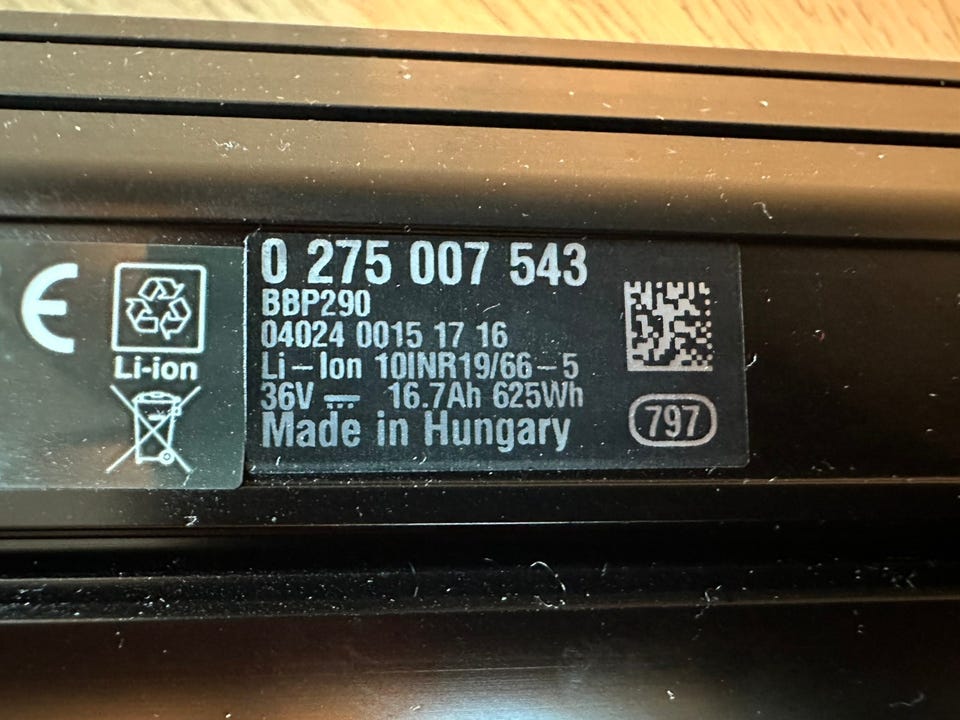 CE
Li-ion
0 275 007 543
BBP290
04024 0015 17 16
Li-Ion 10INR19/66-5
36V ⎓ 16.7Ah 625Wh
Made in Hungary
797